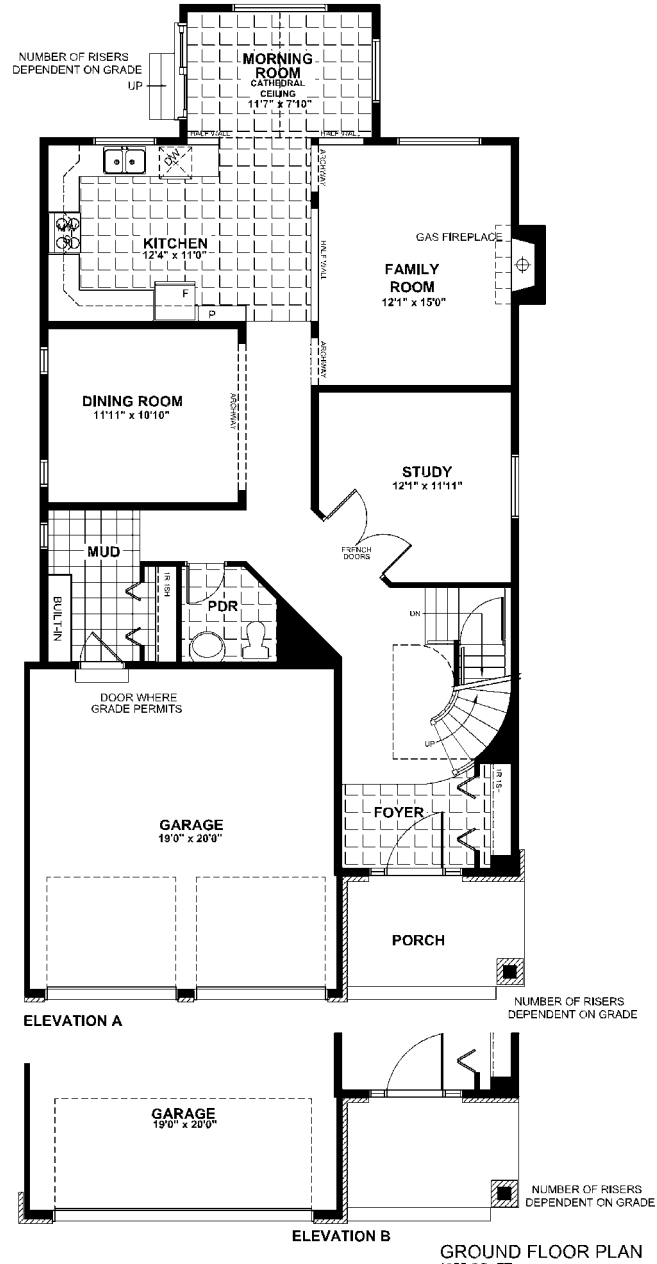 NUMBER OF RISERS
DEPENDENT ON GRADE
UP
MORNING
ROOM
CATHEDRAL
CEILING
11'7" x 7'10"
HALF WALL
HALF WALL
DW
ARCHWAY
KITCHEN
12'4" x 11'0"
HALF WALL
GAS FIREPLACE
FAMILY
ROOM
12'1" x 15'0"
F
P
ARCHWAY
DINING ROOM
11'11" x 10'10"
ARCHWAY
STUDY
12'1" x 11'11"
FRENCH
DOORS
MUD
BUILT-IN
1R 1SH
PDR
DN
DOOR WHERE
GRADE PERMITS
UP
FOYER
GARAGE
19'0" x 20'0"
PORCH
NUMBER OF RISERS
DEPENDENT ON GRADE
ELEVATION A
GARAGE
19'0" x 20'0"
NUMBER OF RISERS
DEPENDENT ON GRADE
ELEVATION B
GROUND FLOOR PLAN